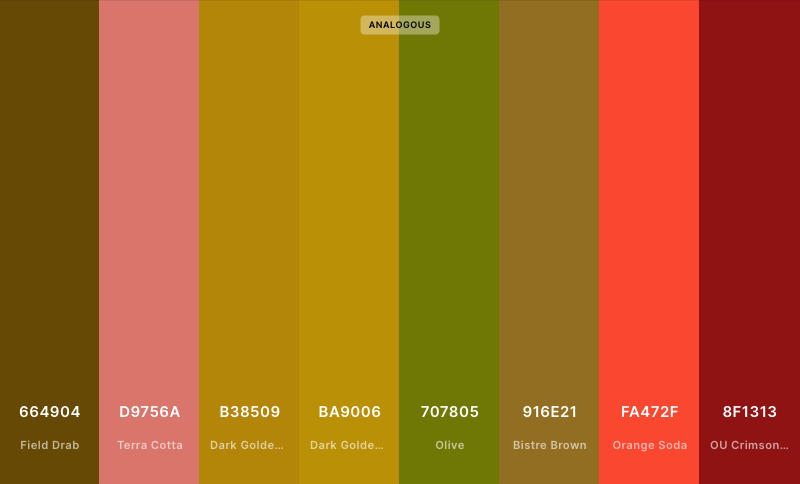 ANALOGOUS
664904 D9756A B38509 BA9006 707805 916E21 FA472F 8F1313
Field Drab Terra Cotta Dark Golde... Dark Golde... Olive Bistre Brown Orange Soda OU Crimson...